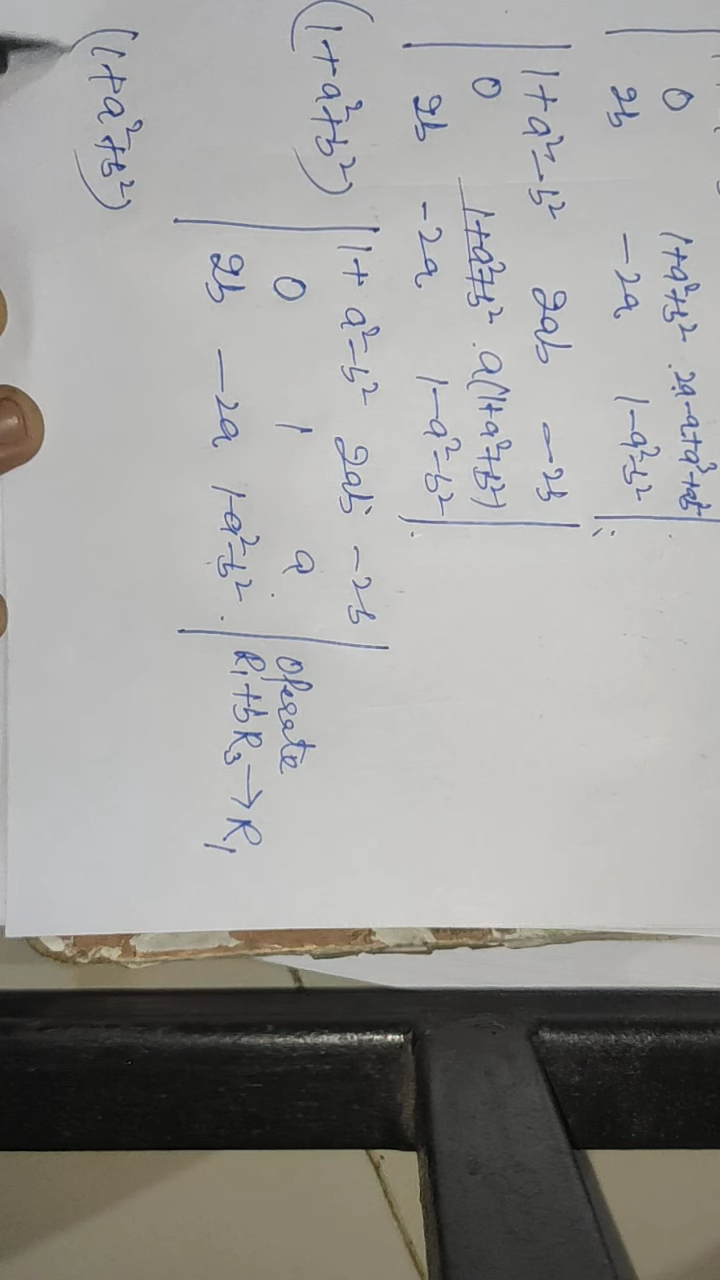 0 1+a²+b² 2a-a+a³+ab²
2b -2a 1-a²-b²
1+a²-b² 2ab -2b
0 1+a²+b² a(1+a²+b²)
2b -2a 1-a²-b²
(1+a²+b²) 1+a²-b² 2ab -2b
0 1 a Operate
2b -2a 1-a²-b² R₁+bR₃→R₁
(1+a²+b²)